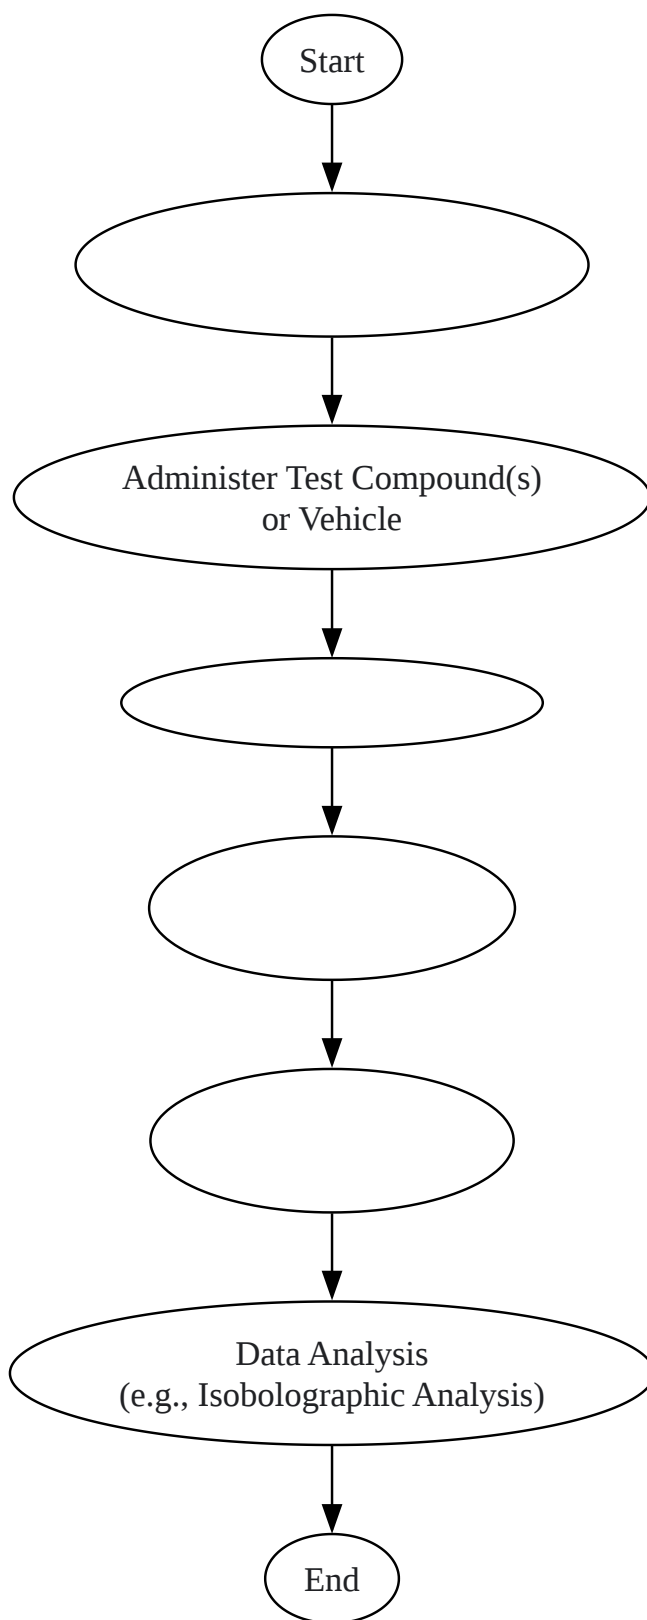 Start
Administer Test Compound(s)
or Vehicle
Data Analysis
(e.g., Isobolographic Analysis)
End